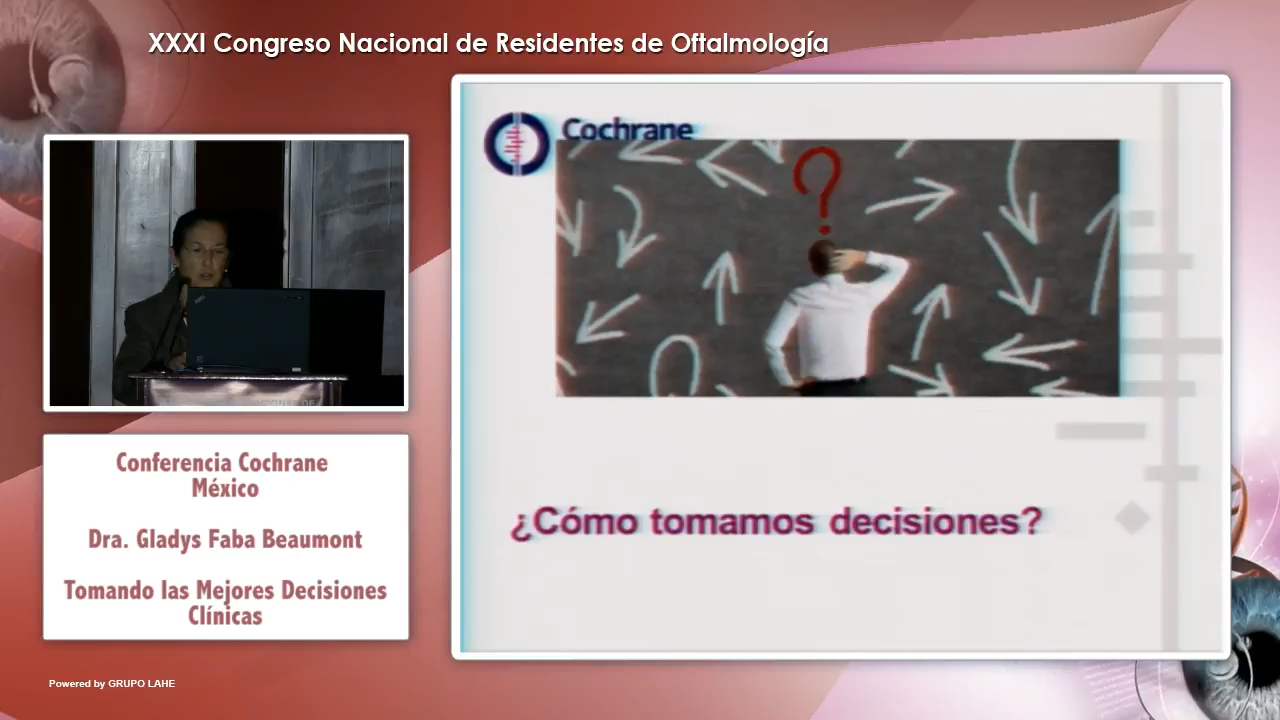 XXXI Congreso Nacional de Residentes de Oftalmología
Cochrane
?
¿Cómo tomamos decisiones?
Conferencia Cochrane
México
Dra. Gladys Faba Beaumont
Tomando las Mejores Decisiones
Clínicas
Powered by GRUPO LAHE